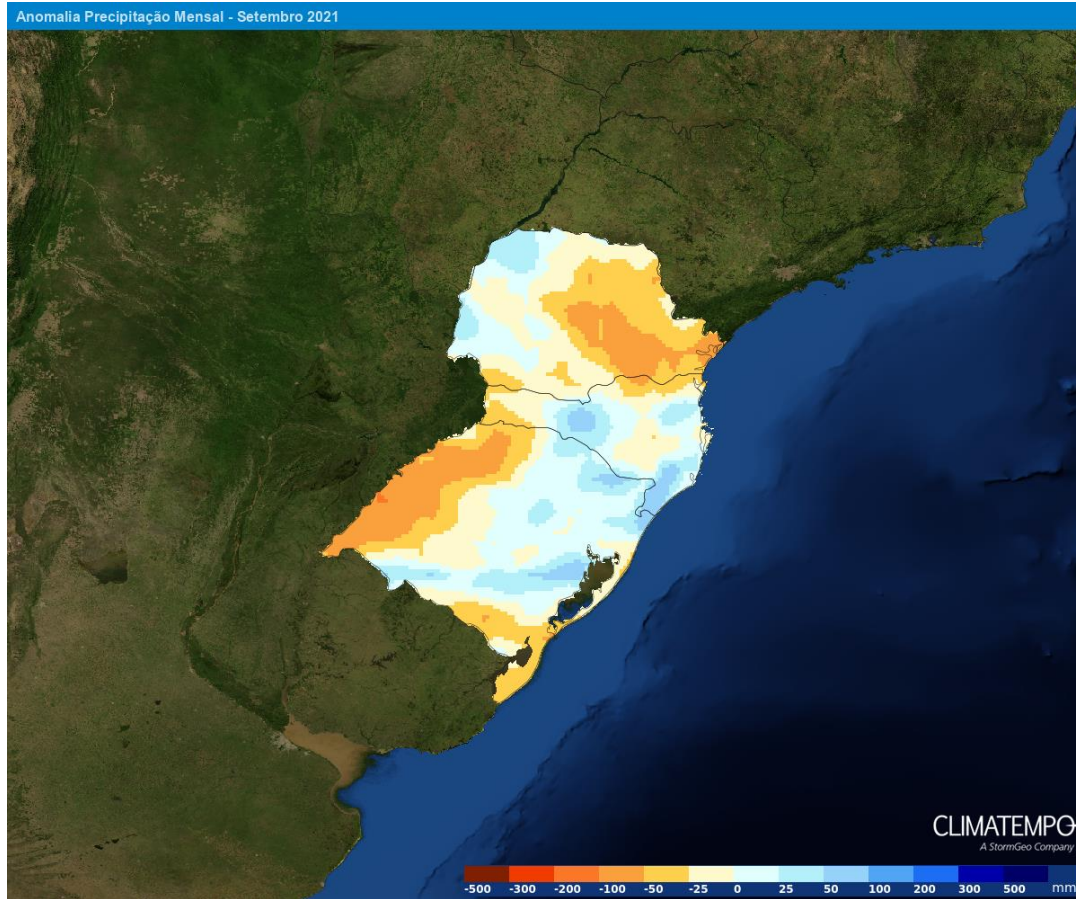 Anomalia Precipitação Mensal - Setembro 2021
CLIMATEMPO
A StormGeo Company
-500 -300 -200 -100 -50 -25 0 25 50 100 200 300 500 mm